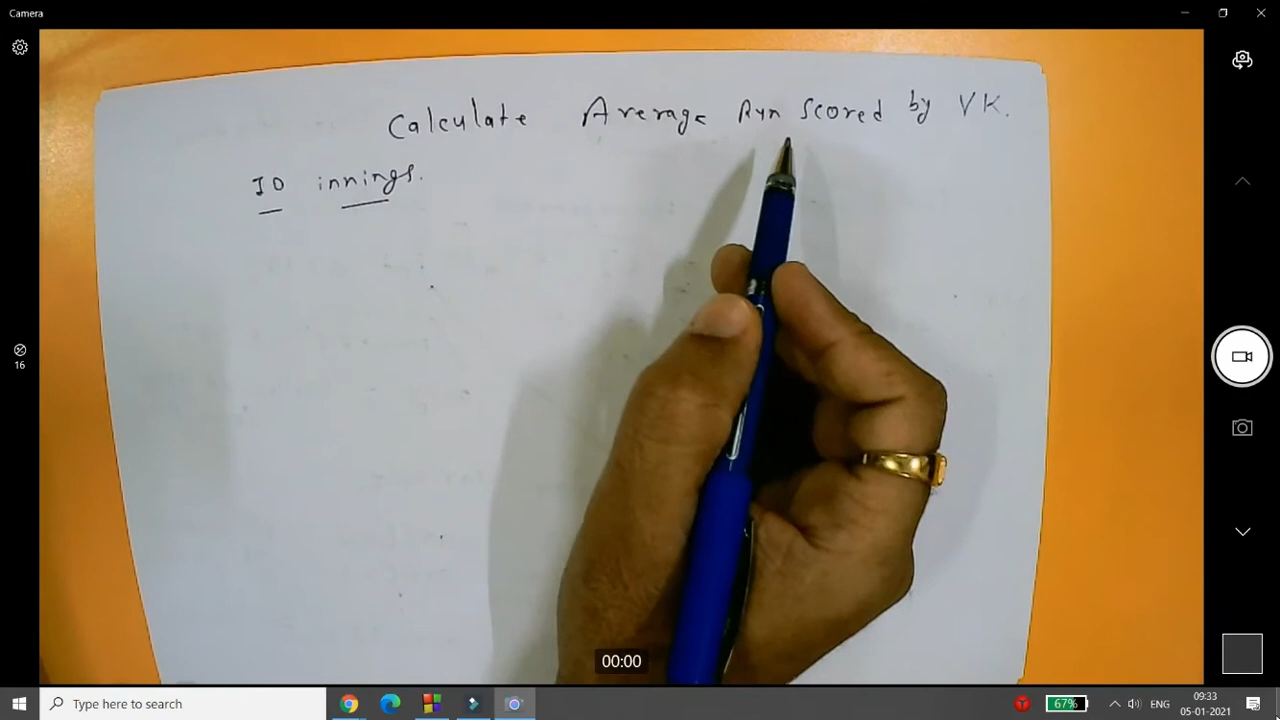 Camera
Calculate Average Run Scored by VK.
10 innings.
16
00:00
Type here to search
67%
ENG
09:33
05-01-2021